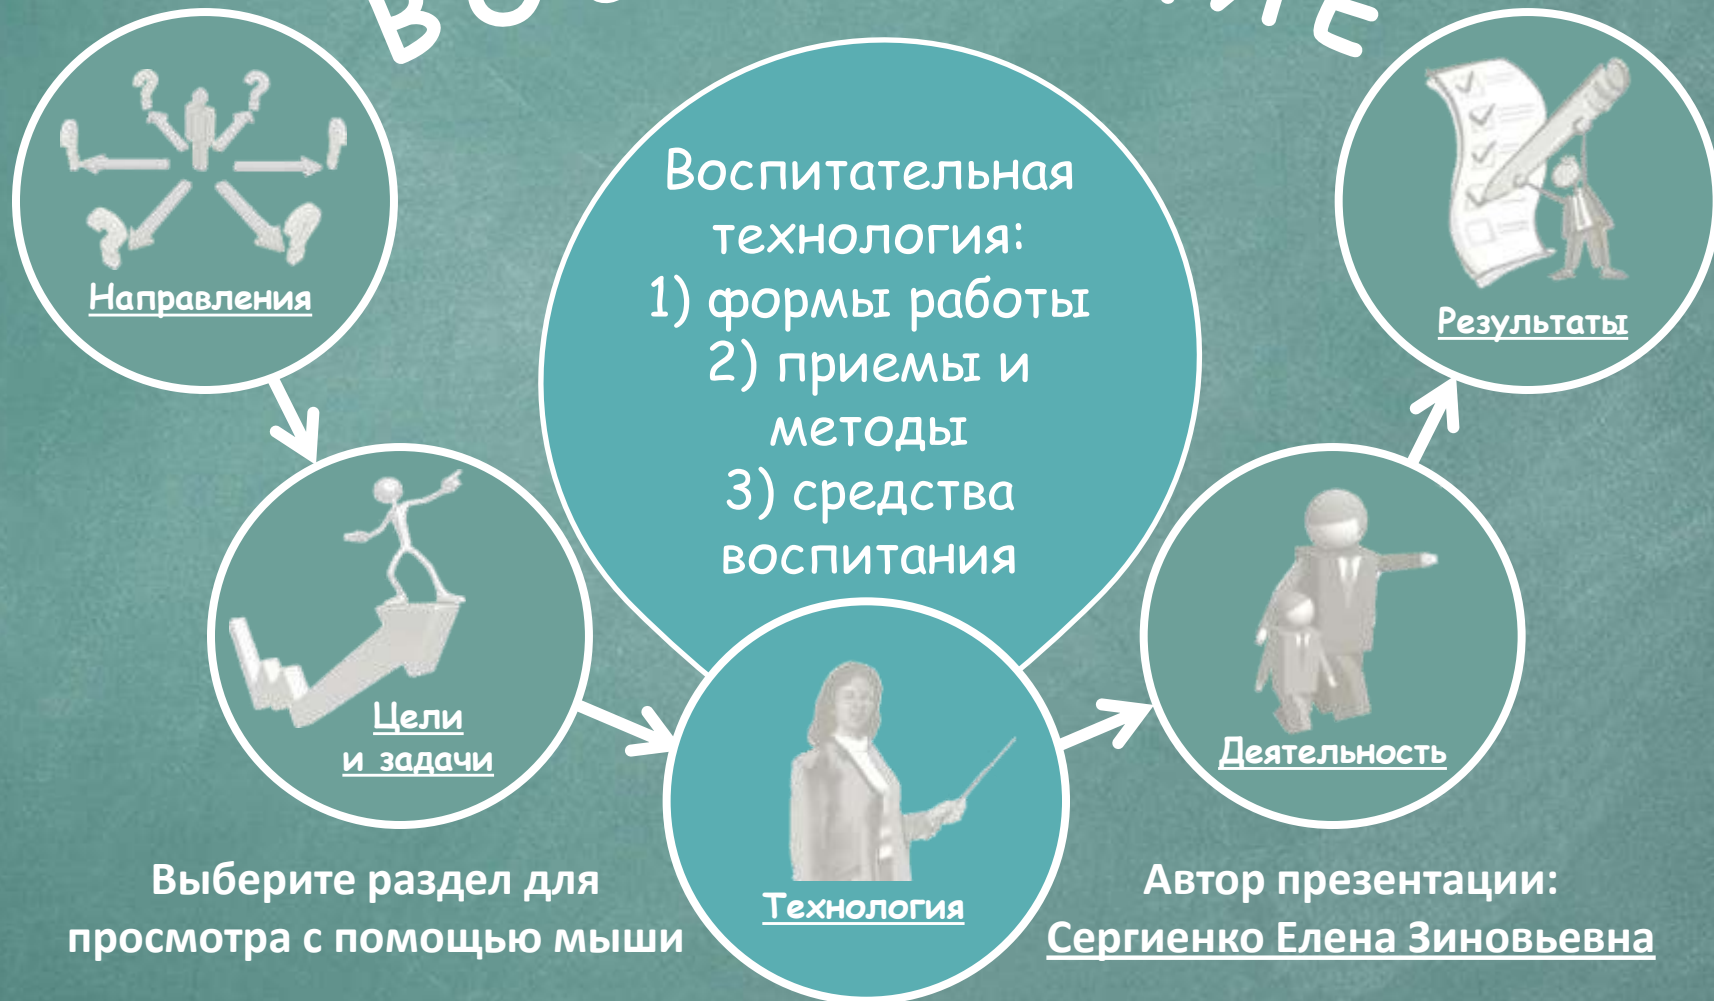 Воспитательная
технология:
1) формы работы
2) приемы и
методы
3) средства
воспитания
Направления
Результаты
Цели
и задачи
Деятельность
Технология
Выберите раздел для
просмотра с помощью мыши
Автор презентации:
Сергиенко Елена Зиновьевна